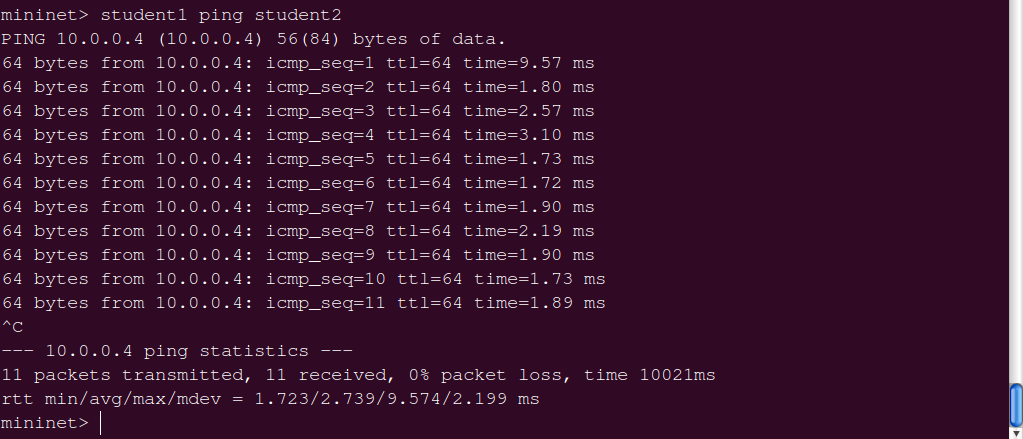 mininet> student1 ping student2
PING 10.0.0.4 (10.0.0.4) 56(84) bytes of data.
64 bytes from 10.0.0.4: icmp_seq=1 ttl=64 time=9.57 ms
64 bytes from 10.0.0.4: icmp_seq=2 ttl=64 time=1.80 ms
64 bytes from 10.0.0.4: icmp_seq=3 ttl=64 time=2.57 ms
64 bytes from 10.0.0.4: icmp_seq=4 ttl=64 time=3.10 ms
64 bytes from 10.0.0.4: icmp_seq=5 ttl=64 time=1.73 ms
64 bytes from 10.0.0.4: icmp_seq=6 ttl=64 time=1.72 ms
64 bytes from 10.0.0.4: icmp_seq=7 ttl=64 time=1.90 ms
64 bytes from 10.0.0.4: icmp_seq=8 ttl=64 time=2.19 ms
64 bytes from 10.0.0.4: icmp_seq=9 ttl=64 time=1.90 ms
64 bytes from 10.0.0.4: icmp_seq=10 ttl=64 time=1.73 ms
64 bytes from 10.0.0.4: icmp_seq=11 ttl=64 time=1.89 ms
^C
--- 10.0.0.4 ping statistics ---
11 packets transmitted, 11 received, 0% packet loss, time 10021ms
rtt min/avg/max/mdev = 1.723/2.739/9.574/2.199 ms
mininet>